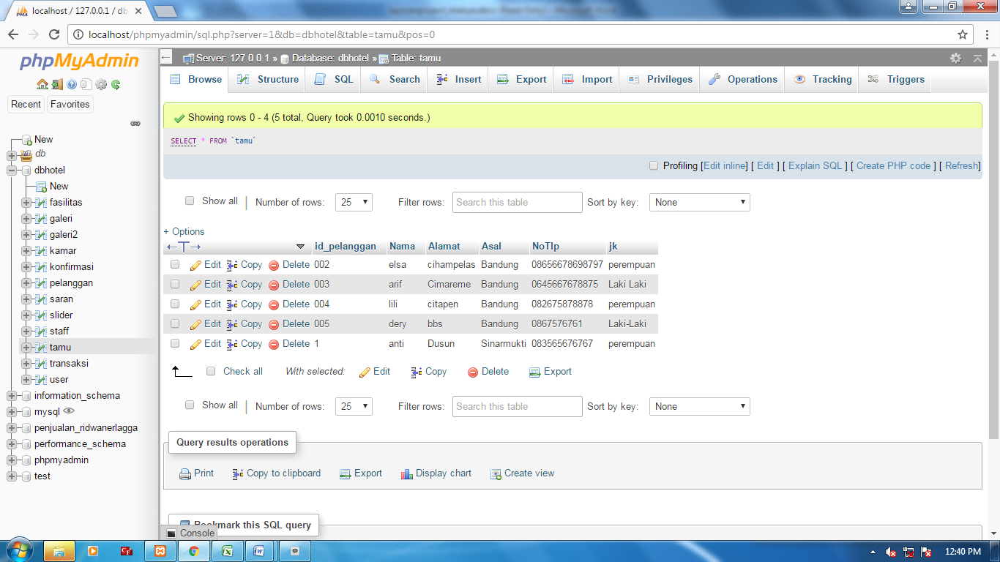 localhost / 127.0.0.1 / db
localhost/phpmyadmin/sql.php?server=1&db=dbhotel&table=tamu&pos=0
phpMyAdmin
Recent Favorites
New
db
dbhotel
New
fasilitas
galeri
galeri2
kamar
konfirmasi
pelanggan
saran
slider
staff
tamu
transaksi
user
information_schema
mysql
penjualan_ridwanerlagga
performance_schema
phpmyadmin
test
Server: 127.0.0.1 » Database: dbhotel » Table: tamu
Browse Structure SQL Search Insert Export Import Privileges Operations Tracking Triggers
Showing rows 0 - 4 (5 total, Query took 0.0010 seconds.)
SELECT * FROM `tamu`
Profiling [Edit inline] [ Edit ] [ Explain SQL ] [ Create PHP code ] [ Refresh]
Show all Number of rows: 25 Filter rows: Search this table Sort by key: None
+ Options
←T→ id_pelanggan Nama Alamat Asal NoTlp jk
Edit Copy Delete 002 elsa cihampelas Bandung 08656678698797 perempuan
Edit Copy Delete 003 arif Cimareme Bandung 0645667678875 Laki Laki
Edit Copy Delete 004 lili citapen Bandung 082675878878 perempuan
Edit Copy Delete 005 dery bbs Bandung 0867576761 Laki-Laki
Edit Copy Delete 1 anti Dusun Sinarmukti 083565676767 perempuan
Check all With selected: Edit Copy Delete Export
Show all Number of rows: 25 Filter rows: Search this table Sort by key: None
Query results operations
Print Copy to clipboard Export Display chart Create view
Bookmark this SQL query
Console
12:40 PM